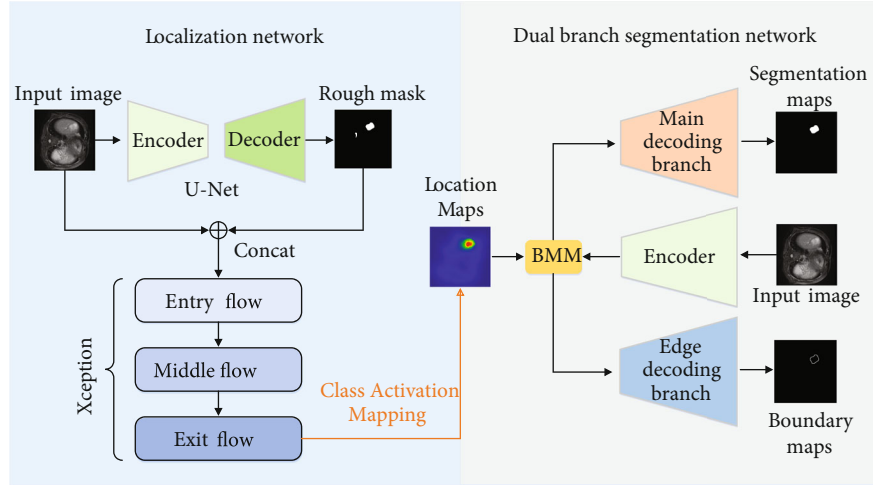 Localization network
Input image
Rough mask
Encoder
Decoder
U-Net
Concat
Xception
Entry flow
Middle flow
Exit flow
Class Activation
Mapping
Dual branch segmentation network
Location
Maps
BMM
Main
decoding
branch
Segmentation
maps
Encoder
Input image
Edge
decoding
branch
Boundary
maps